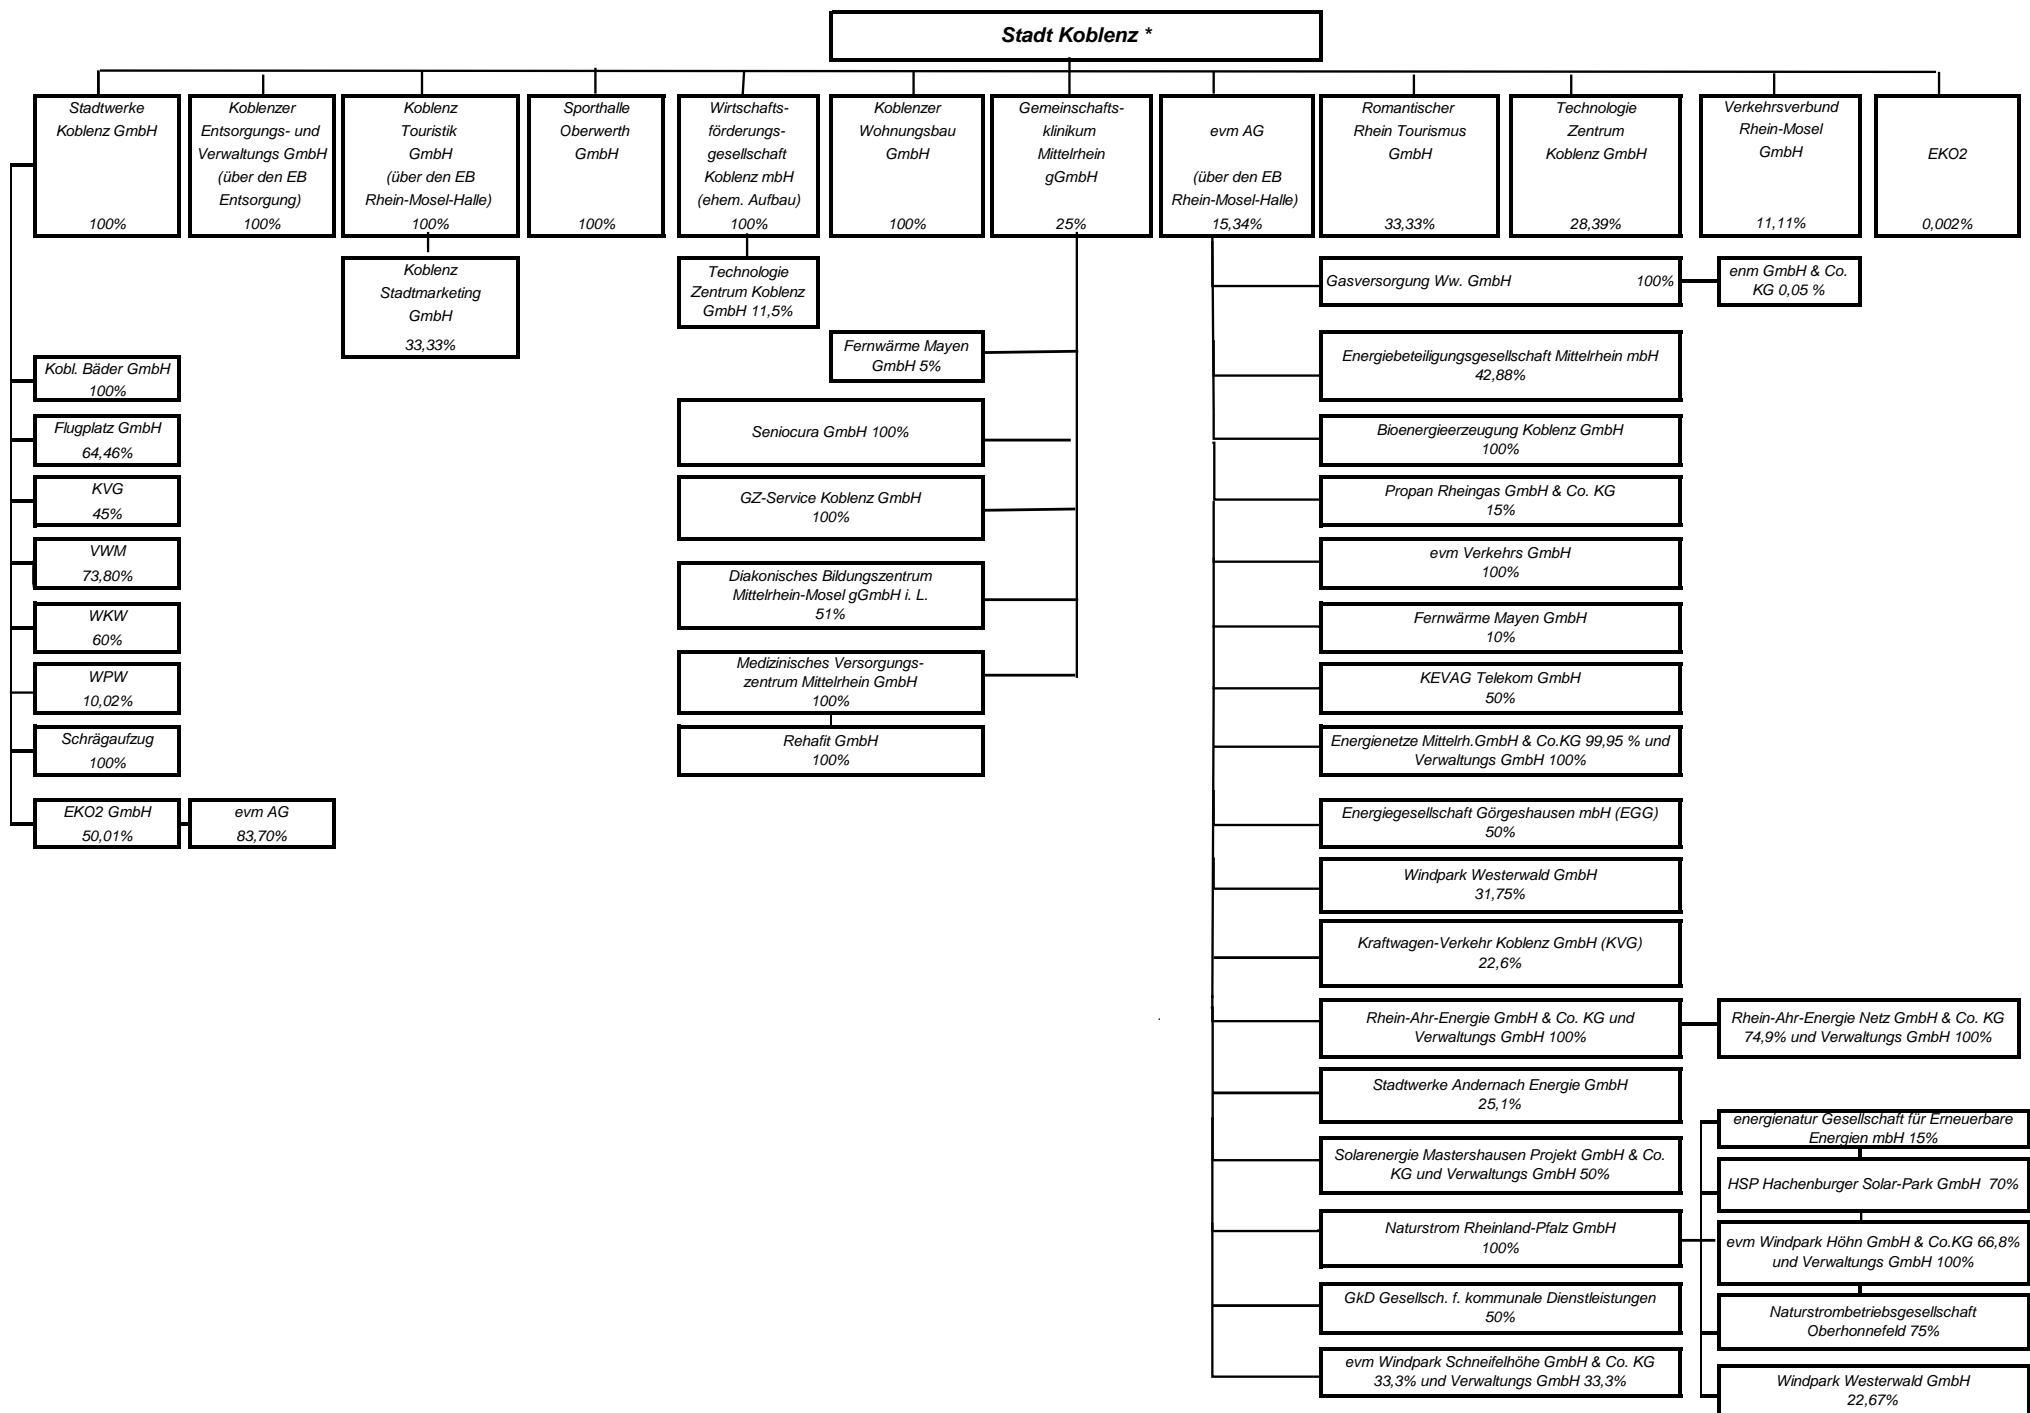 Stadt Koblenz *
Stadtwerke
Koblenz GmbH
100%
Koblenzer
Entsorgungs- und
Verwaltungs GmbH
(über den EB
Entsorgung)
100%
Koblenz
Touristik
GmbH
(über den EB
Rhein-Mosel-Halle)
100%
Sporthalle
Oberwerth
GmbH
100%
Wirtschafts-
förderungs-
gesellschaft
Koblenz mbH
(ehem. Aufbau)
100%
Koblenzer
Wohnungsbau
GmbH
100%
Gemeinschafts-
klinikum
Mittelrhein
gGmbH
25%
evm AG
(über den EB
Rhein-Mosel-Halle)
15,34%
Romantischer
Rhein Tourismus
GmbH
33,33%
Technologie
Zentrum
Koblenz GmbH
28,39%
Verkehrsverbund
Rhein-Mosel
GmbH
11,11%
EKO2
0,002%
Koblenz
Stadtmarketing
GmbH
33,33%
Technologie
Zentrum Koblenz
GmbH 11,5%
Kobl. Bäder GmbH
100%
Flugplatz GmbH
64,46%
KVG
45%
VWM
73,80%
WKW
60%
WPW
10,02%
Schrägaufzug
100%
EKO2 GmbH
50,01%
evm AG
83,70%
Fernwärme Mayen
GmbH 5%
Seniocura GmbH 100%
GZ-Service Koblenz GmbH
100%
Diakonisches Bildungszentrum
Mittelrhein-Mosel gGmbH i. L.
51%
Medizinisches Versorgungs-
zentrum Mittelrhein GmbH
100%
Rehafit GmbH
100%
Gasversorgung Ww. GmbH 100%
enm GmbH & Co.
KG 0,05 %
Energiebeteiligungsgesellschaft Mittelrhein mbH
42,88%
Bioenergieerzeugung Koblenz GmbH
100%
Propan Rheingas GmbH & Co. KG
15%
evm Verkehrs GmbH
100%
Fernwärme Mayen GmbH
10%
KEVAG Telekom GmbH
50%
Energienetze Mittelrh.GmbH & Co.KG 99,95 % und
Verwaltungs GmbH 100%
Energiegesellschaft Görgeshausen mbH (EGG)
50%
Windpark Westerwald GmbH
31,75%
Kraftwagen-Verkehr Koblenz GmbH (KVG)
22,6%
Rhein-Ahr-Energie GmbH & Co. KG und
Verwaltungs GmbH 100%
Rhein-Ahr-Energie Netz GmbH & Co. KG
74,9% und Verwaltungs GmbH 100%
Stadtwerke Andernach Energie GmbH
25,1%
Solarenergie Mastershausen Projekt GmbH & Co.
KG und Verwaltungs GmbH 50%
Naturstrom Rheinland-Pfalz GmbH
100%
GkD Gesellsch. f. kommunale Dienstleistungen
50%
evm Windpark Schneifelhöhe GmbH & Co. KG
33,3% und Verwaltungs GmbH 33,3%
energienatur Gesellschaft für Erneuerbare
Energien mbH 15%
HSP Hachenburger Solar-Park GmbH 70%
evm Windpark Höhn GmbH & Co.KG 66,8%
und Verwaltungs GmbH 100%
Naturstrombetriebsgesellschaft
Oberhonnefeld 75%
Windpark Westerwald GmbH
22,67%